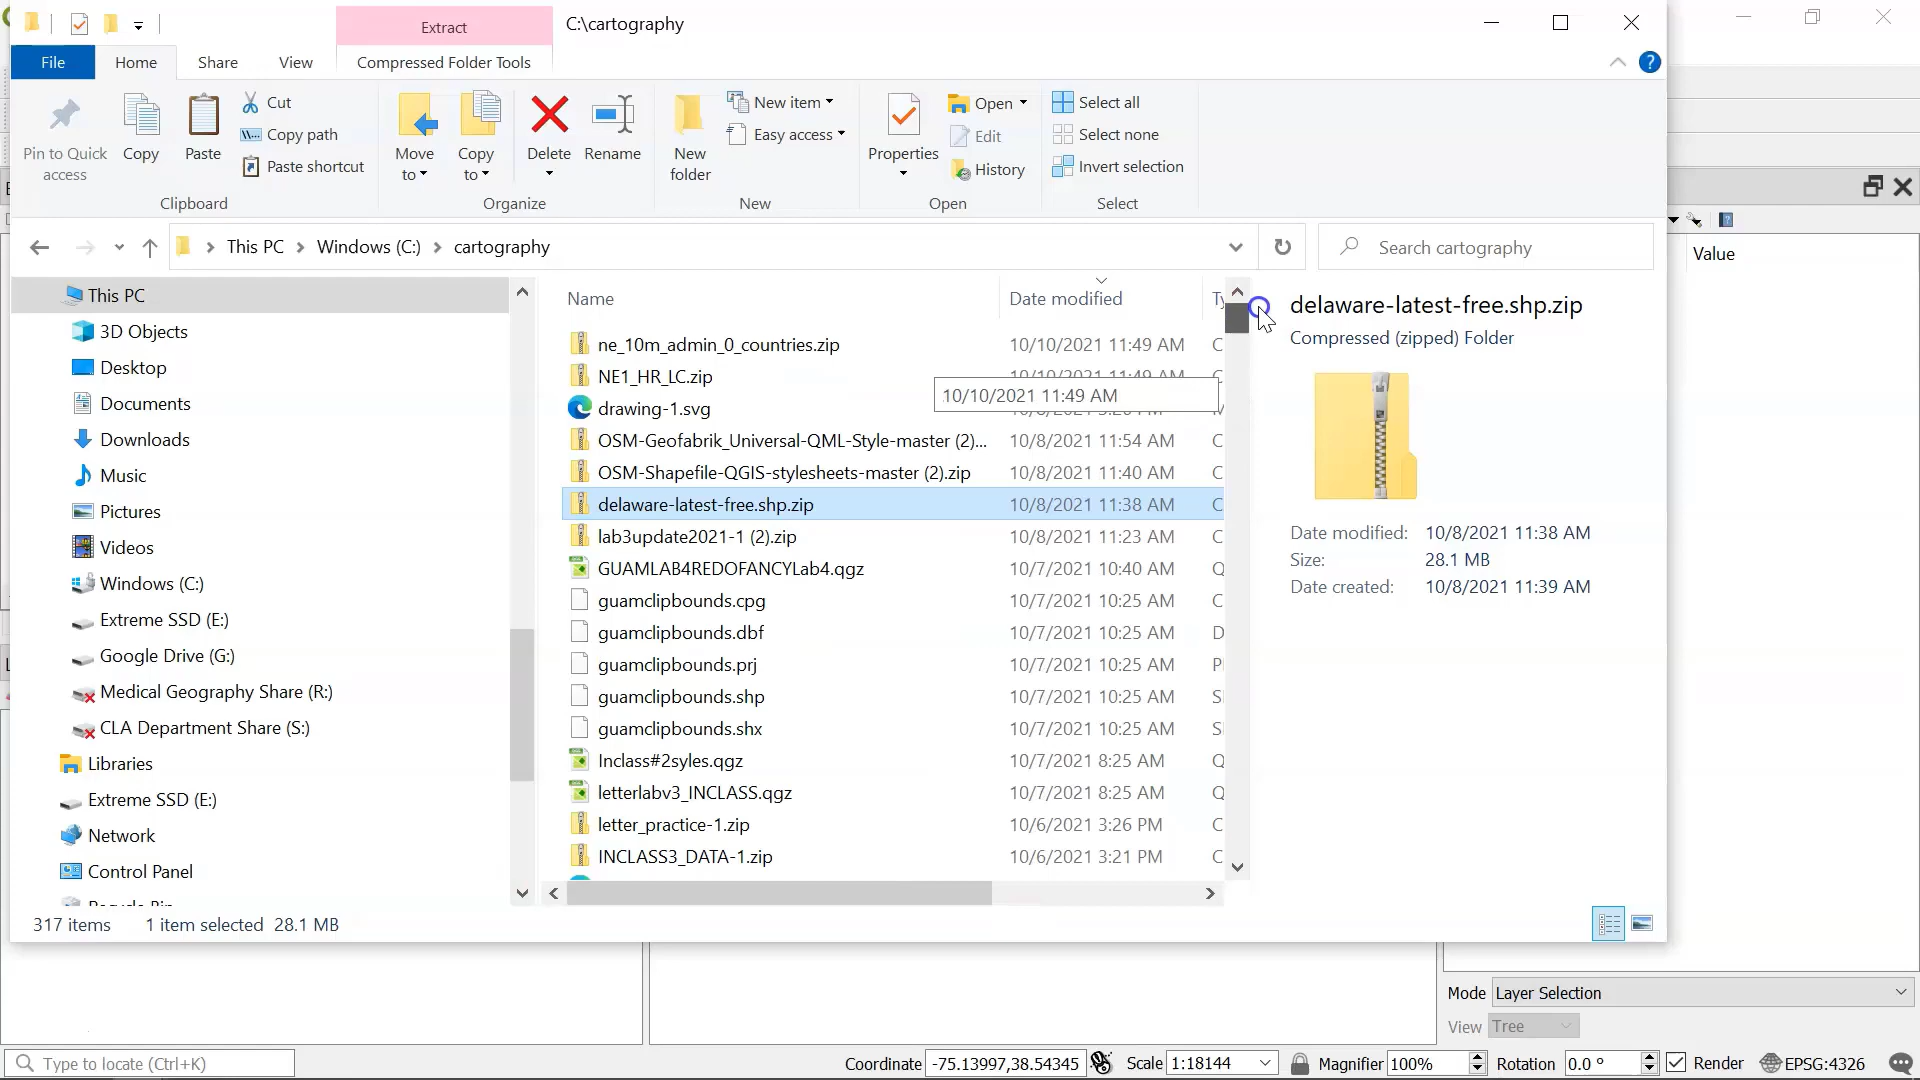 Extract
C:\cartography
File
Home
Share
View
Compressed Folder Tools
Pin to Quick
access
Copy
Paste
Cut
Copy path
Paste shortcut
Clipboard
Move
to
Copy
to
Delete
Rename
Organize
New
folder
New item
Easy access
New
Properties
Open
Edit
History
Open
Select all
Select none
Invert selection
Select
This PC
Windows (C:)
cartography
Search cartography
Value
This PC
3D Objects
Desktop
Documents
Downloads
Music
Pictures
Videos
Windows (C:)
Extreme SSD (E:)
Google Drive (G:)
Medical Geography Share (R:)
CLA Department Share (S:)
Libraries
Extreme SSD (E:)
Network
Control Panel
Name Date modified
ne_10m_admin_0_countries.zip 10/10/2021 11:49 AM C
NE1_HR_LC.zip 10/10/2021 11:49 AM C
10/10/2021 11:49 AM
drawing-1.svg
OSM-Geofabrik_Universal-QML-Style-master (2)... 10/8/2021 11:54 AM C
OSM-Shapefile-QGIS-stylesheets-master (2).zip 10/8/2021 11:40 AM C
delaware-latest-free.shp.zip 10/8/2021 11:38 AM C
lab3update2021-1 (2).zip 10/8/2021 11:23 AM C
GUAMLAB4REDOFANCYLab4.qgz 10/7/2021 10:40 AM Q
guamclipbounds.cpg 10/7/2021 10:25 AM C
guamclipbounds.dbf 10/7/2021 10:25 AM D
guamclipbounds.prj 10/7/2021 10:25 AM
guamclipbounds.shp 10/7/2021 10:25 AM
guamclipbounds.shx 10/7/2021 10:25 AM
Inclass#2syles.qgz 10/7/2021 8:25 AM Q
letterlabv3_INCLASS.qgz 10/7/2021 8:25 AM Q
letter_practice-1.zip 10/6/2021 3:26 PM C
INCLASS3_DATA-1.zip 10/6/2021 3:21 PM C
delaware-latest-free.shp.zip
Compressed (zipped) Folder
Date modified: 10/8/2021 11:38 AM
Size: 28.1 MB
Date created: 10/8/2021 11:39 AM
317 items 1 item selected 28.1 MB
Mode Layer Selection
View Tree
Type to locate (Ctrl+K)
Coordinate -75.13997,38.54345 Scale 1:18144 Magnifier 100% Rotation 0.0 ° Render EPSG:4326